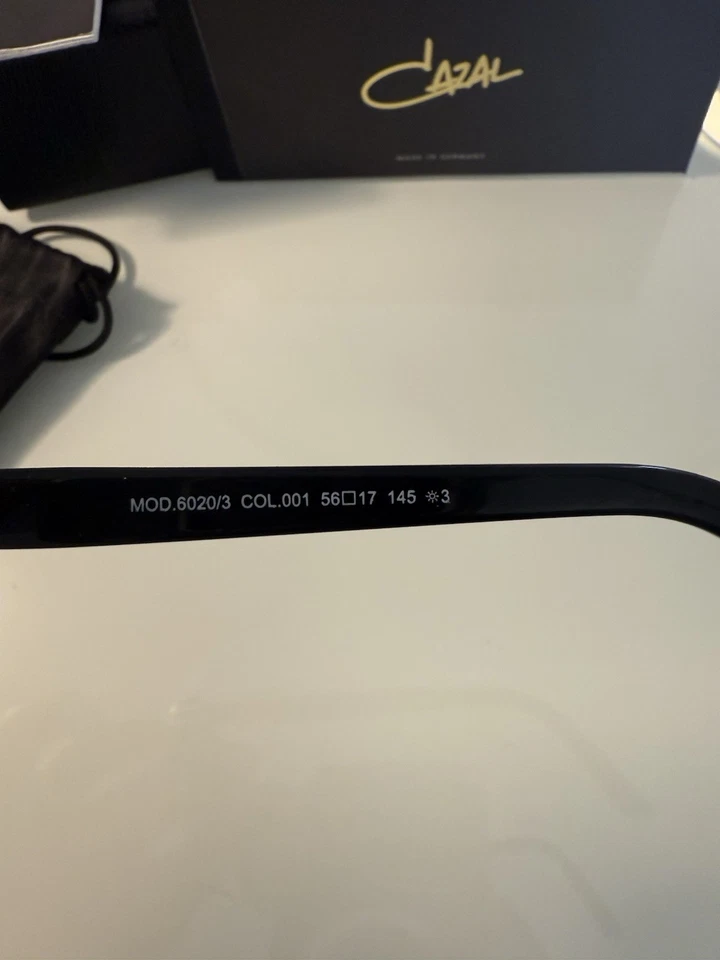 CAZAL
MADE IN GERMANY
MOD.6020/3 COL.001 56□17 145 ☼3